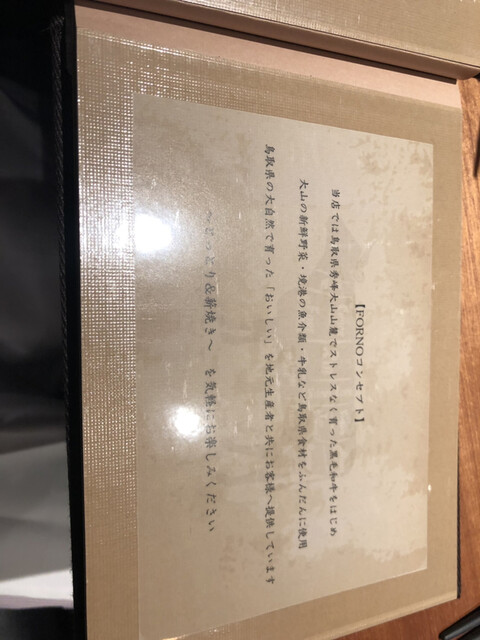 【FORNOコンセプト】
当店では鳥取県秀峰大山山麓でストレスなく育った黒毛和牛をはじめ
大山の新鮮野菜・境港の魚介類・牛乳など鳥取県食材をふんだんに使用
鳥取県の大自然で育った「おいしい」を地元生産者と共にお客様へ提供しています
～とっとり&薪焼き～ を気軽にお楽しみください